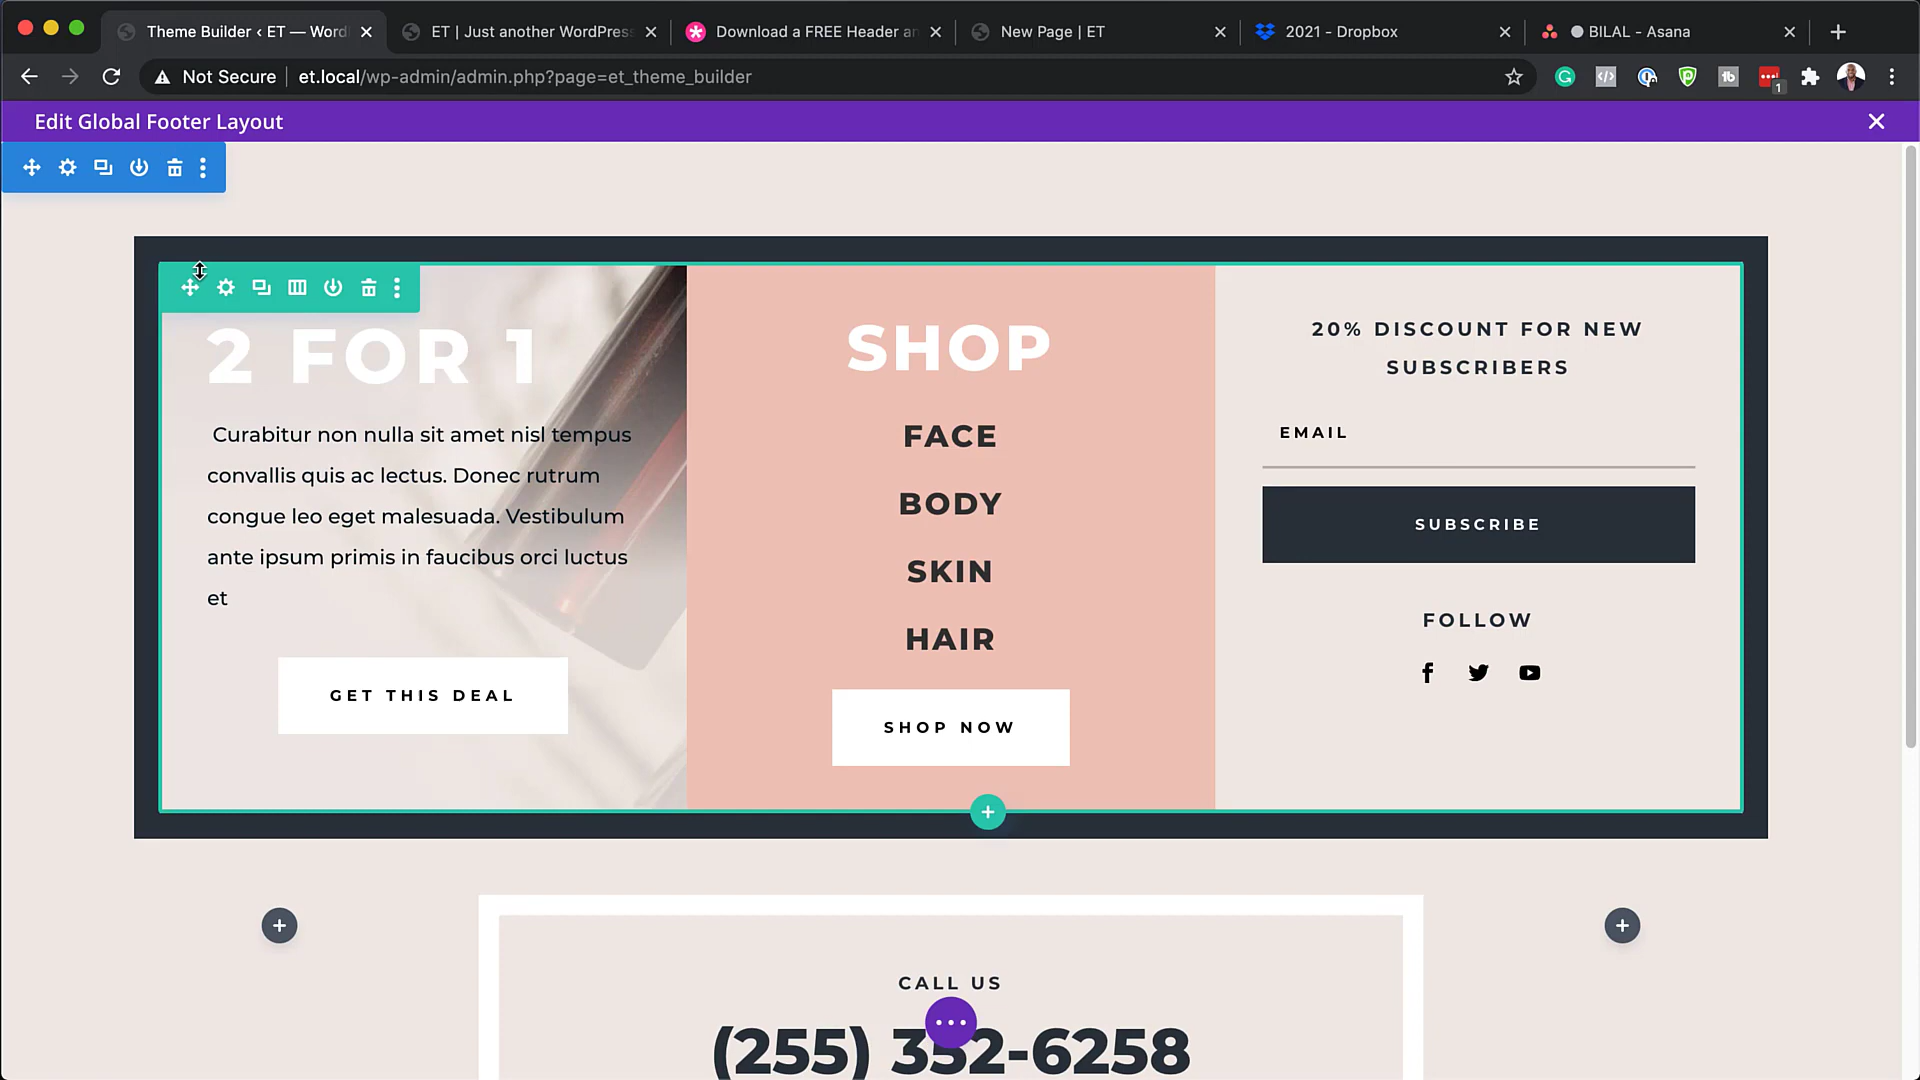 Theme Builder ‹ ET — Word
ET | Just another WordPress
Download a FREE Header an
New Page | ET
2021 - Dropbox
BILAL - Asana
Not Secure
et.local/wp-admin/admin.php?page=et_theme_builder
1
Edit Global Footer Layout
2 FOR 1
Curabitur non nulla sit amet nisl tempus
convallis quis ac lectus. Donec rutrum
congue leo eget malesuada. Vestibulum
ante ipsum primis in faucibus orci luctus
et
GET THIS DEAL
SHOP
FACE
BODY
SKIN
HAIR
SHOP NOW
20% DISCOUNT FOR NEW
SUBSCRIBERS
EMAIL
SUBSCRIBE
FOLLOW
CALL US
(255) 352-6258